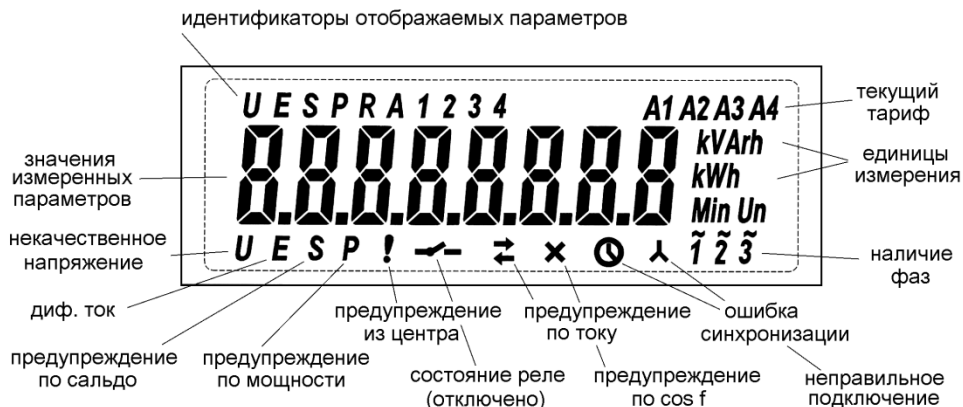 идентификаторы отображаемых параметров
U E S P R A 1 2 3 4
A1 A2 A3 A4
текущий
тариф
значения
измеренных
параметров
8.8.8.8.8.8.8.8
kVArh
kWh
Min Un
единицы
измерения
некачественное
напряжение
U E S P !
1 2 3
наличие
фаз
диф. ток
предупреждение
из центра
предупреждение
по току
ошибка
синхронизации
предупреждение
по сальдо
предупреждение
по мощности
состояние реле
(отключено)
предупреждение
по cos f
неправильное
подключение